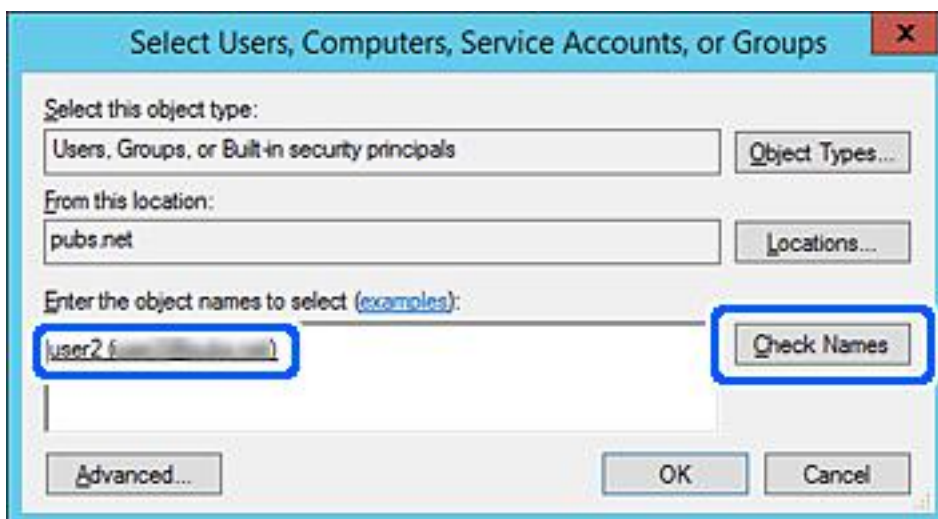 Select Users, Computers, Service Accounts, or Groups
x
Select this object type:
Users, Groups, or Built-in security principals
Object Types...
From this location:
pubs.net
Locations...
Enter the object names to select (examples):
user2 ( )
Check Names
Advanced...
OK
Cancel